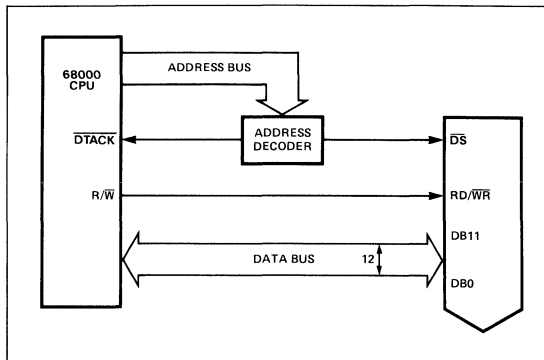 68000
CPU
ADDRESS BUS
DTACK
ADDRESS
DECODER
DS
R/W
RD/WR
DB11
DATA BUS
12
DB0